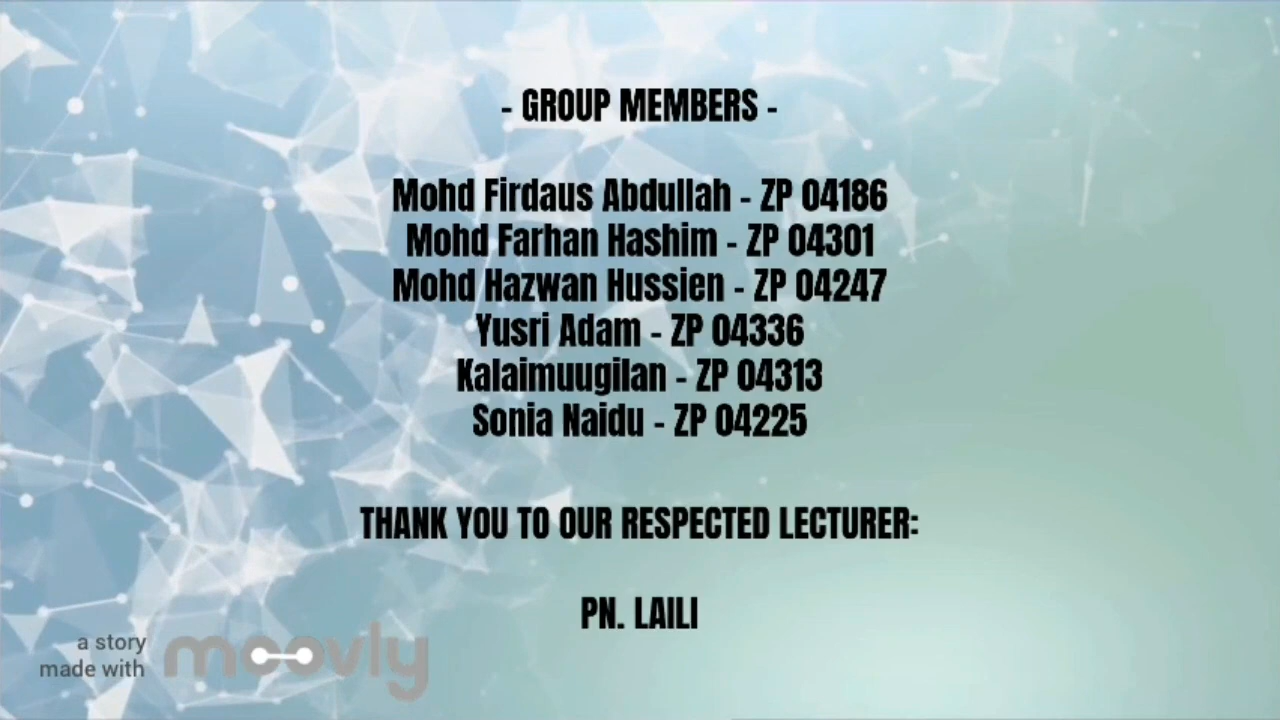 - GROUP MEMBERS -
Mohd Firdaus Abdullah - ZP 04186
Mohd Farhan Hashim - ZP 04301
Mohd Hazwan Hussien - ZP 04247
Yusri Adam - ZP 04336
Kalaimuugilan - ZP 04313
Sonia Naidu - ZP 04225
THANK YOU TO OUR RESPECTED LECTURER:
PN. LAILI
a story
made with
moovly